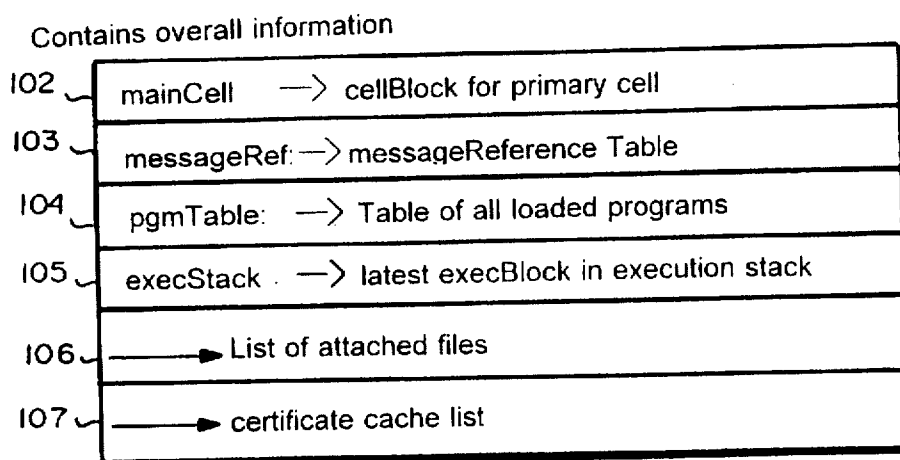 Contains overall information
102 mainCell —> cellBlock for primary cell
103 messageRef: —> messageReference Table
104 pgmTable: —> Table of all loaded programs
105 execStack —> latest execBlock in execution stack
106 List of attached files
107 certificate cache list